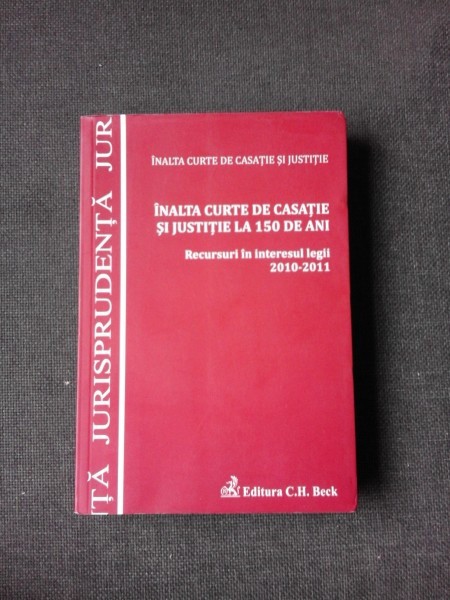 ÎNALTA CURTE DE CASAȚIE ȘI JUSTIȚIE
ÎNALTA CURTE DE CASAȚIE
ȘI JUSTIȚIE LA 150 DE ANI
Recursuri în interesul legii
2010-2011
Editura C.H. Beck
NȚĂ JURISPRUDENȚĂ JUR